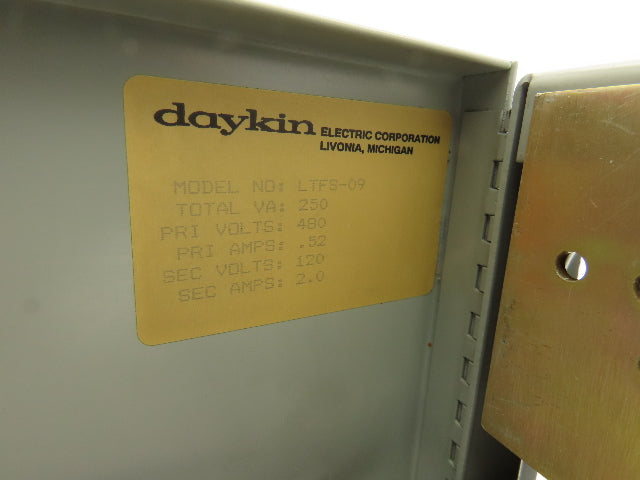 daykin ELECTRIC CORPORATION
LIVONIA, MICHIGAN
MODEL NO: LTFS-09
TOTAL VA: 250
PRI VOLTS: 480
PRI AMPS: .52
SEC VOLTS: 120
SEC AMPS: 2.0